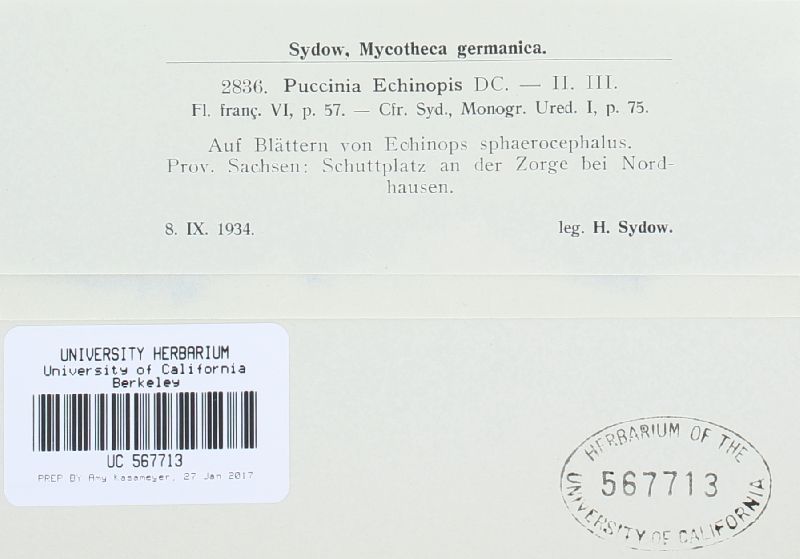 Sydow, Mycotheca germanica.
2836. Puccinia Echinopis DC. — II. III.
Fl. franç. VI, p. 57. — Cfr. Syd., Monogr. Ured. I, p. 75.
Auf Blättern von Echinops sphaerocephalus.
Prov. Sachsen: Schuttplatz an der Zorge bei Nord-
hausen.
8. IX. 1934. leg. H. Sydow.
UNIVERSITY HERBARIUM
University of California
Berkeley
UC 567713
PREP BY Amy Kasameyer, 27 Jan 2017
HERBARIUM OF THE
567713
UNIVERSITY OF CALIFORNIA